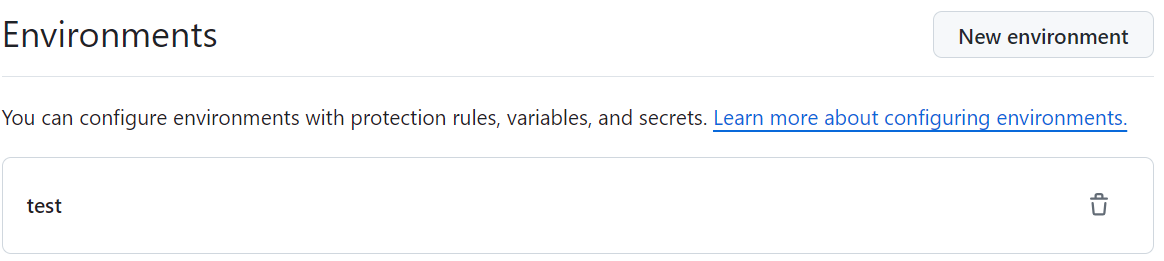 Environments
New environment
You can configure environments with protection rules, variables, and secrets. Learn more about configuring environments.
test